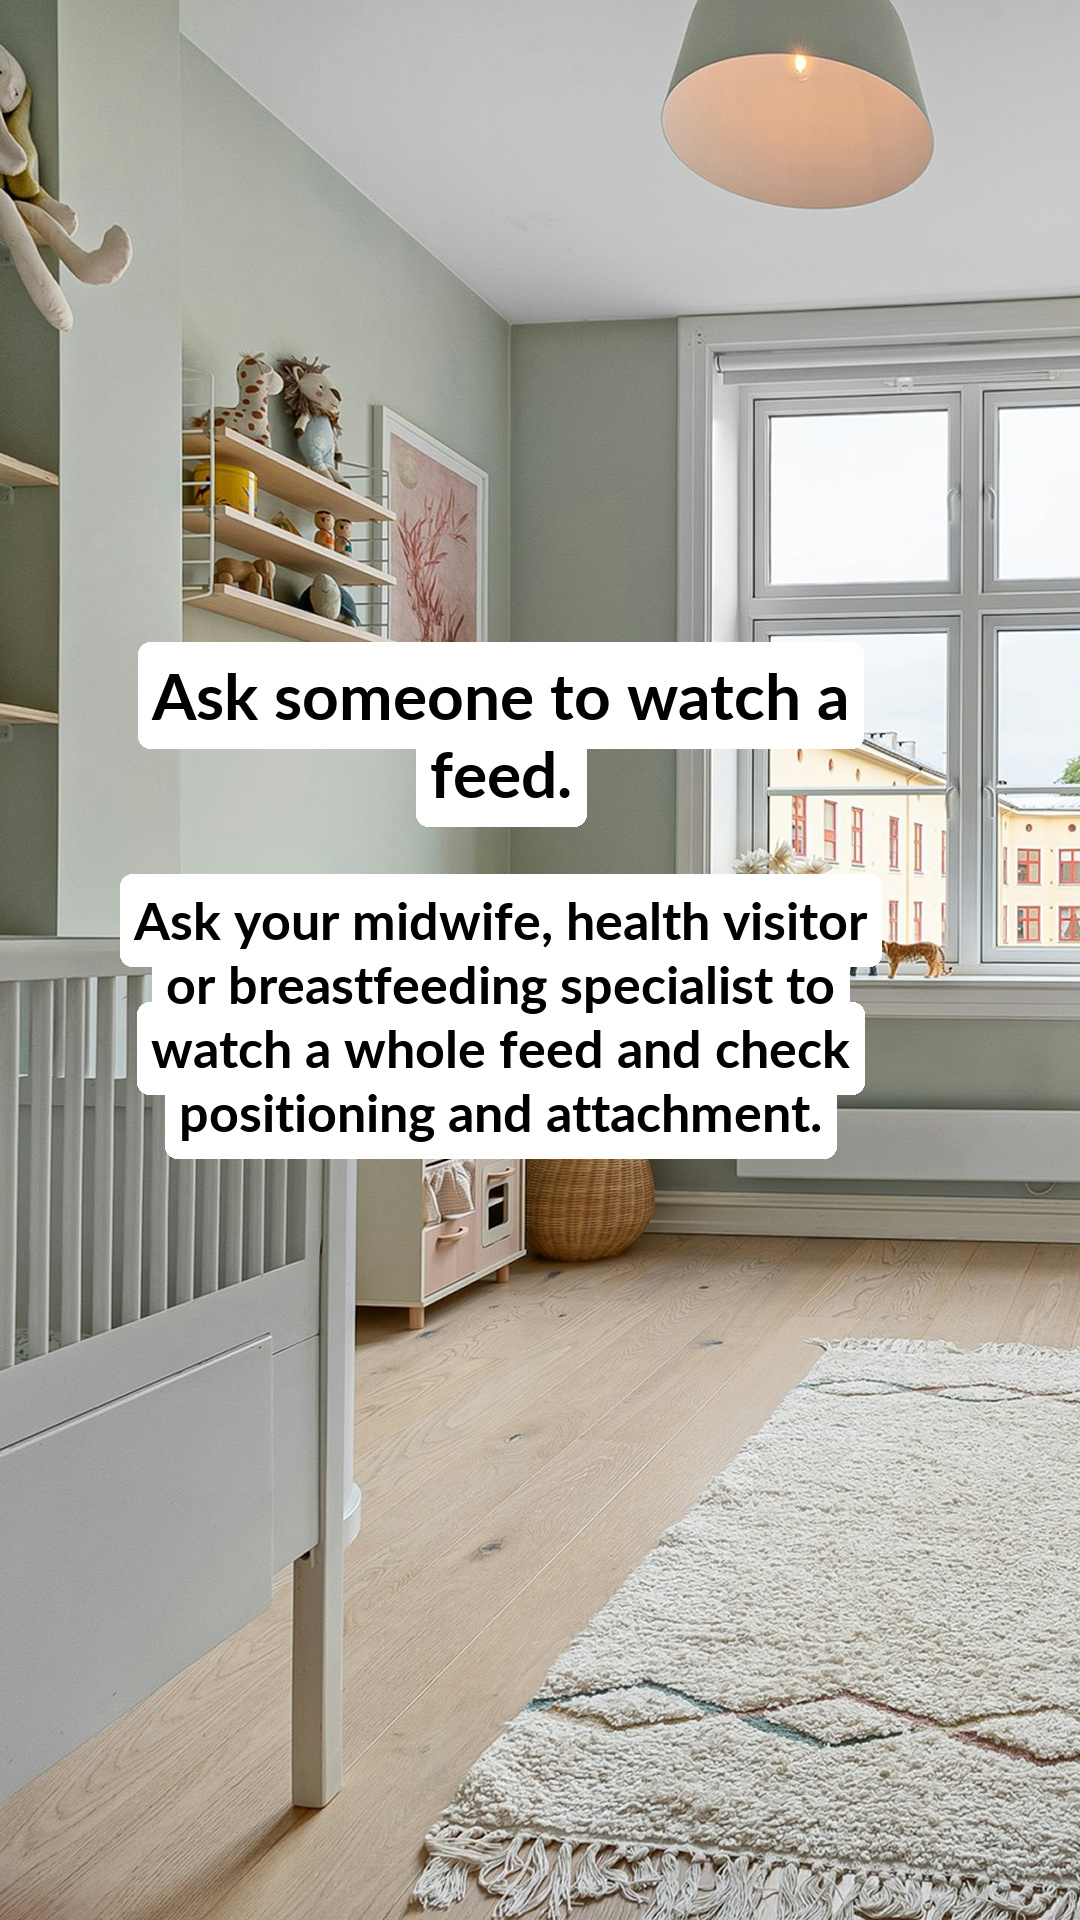 Ask someone to watch a
feed.
Ask your midwife, health visitor
or breastfeeding specialist to
watch a whole feed and check
positioning and attachment.